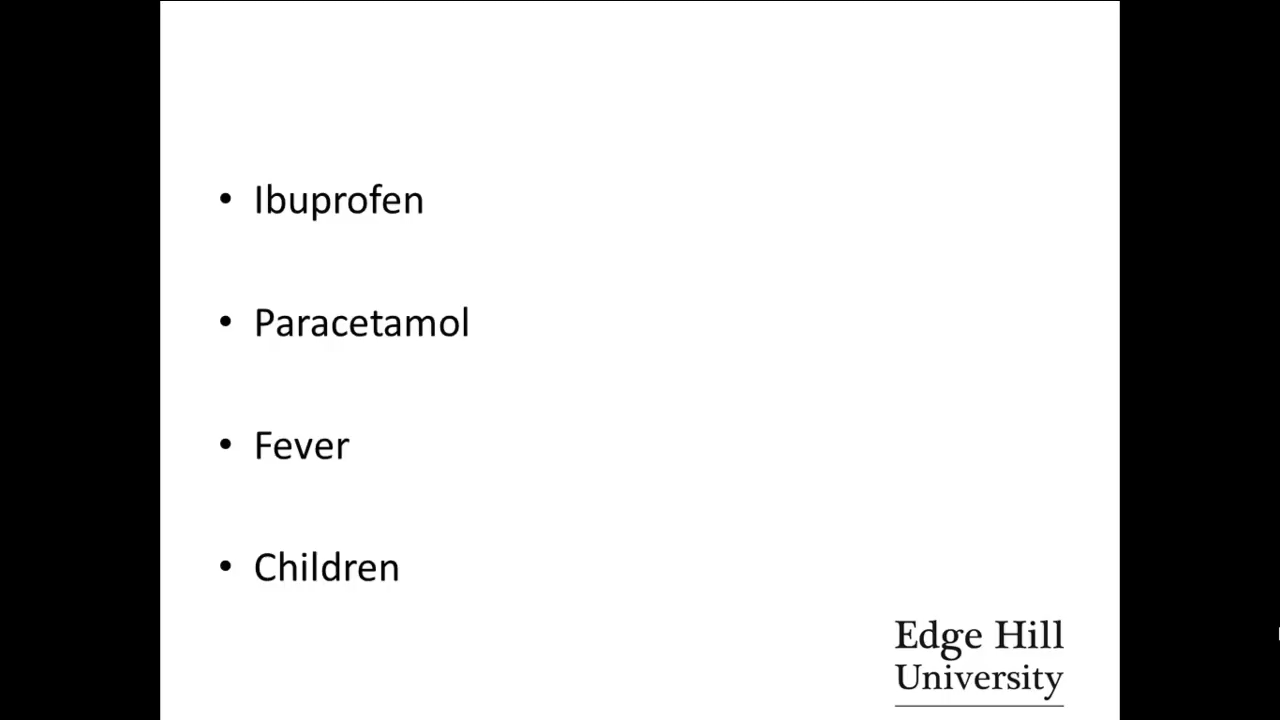 • Ibuprofen
• Paracetamol
• Fever
• Children
Edge Hill
University